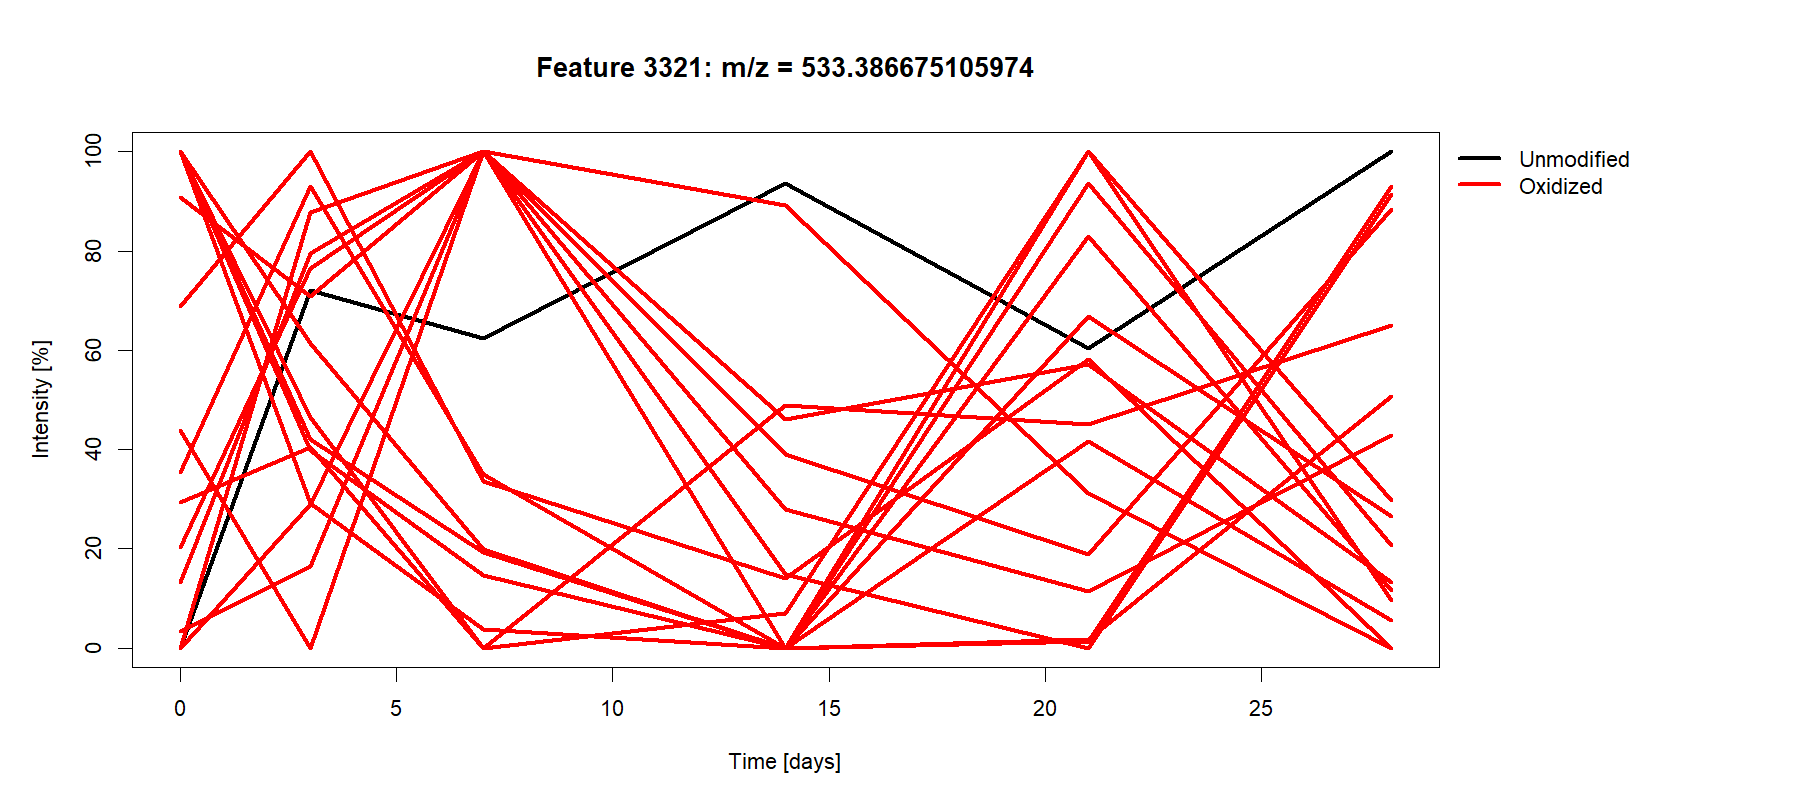 Feature 3321: m/z = 533.386675105974
Unmodified
Oxidized
Intensity [%]
100
80
60
40
20
0
0 5 10 15 20 25
Time [days]